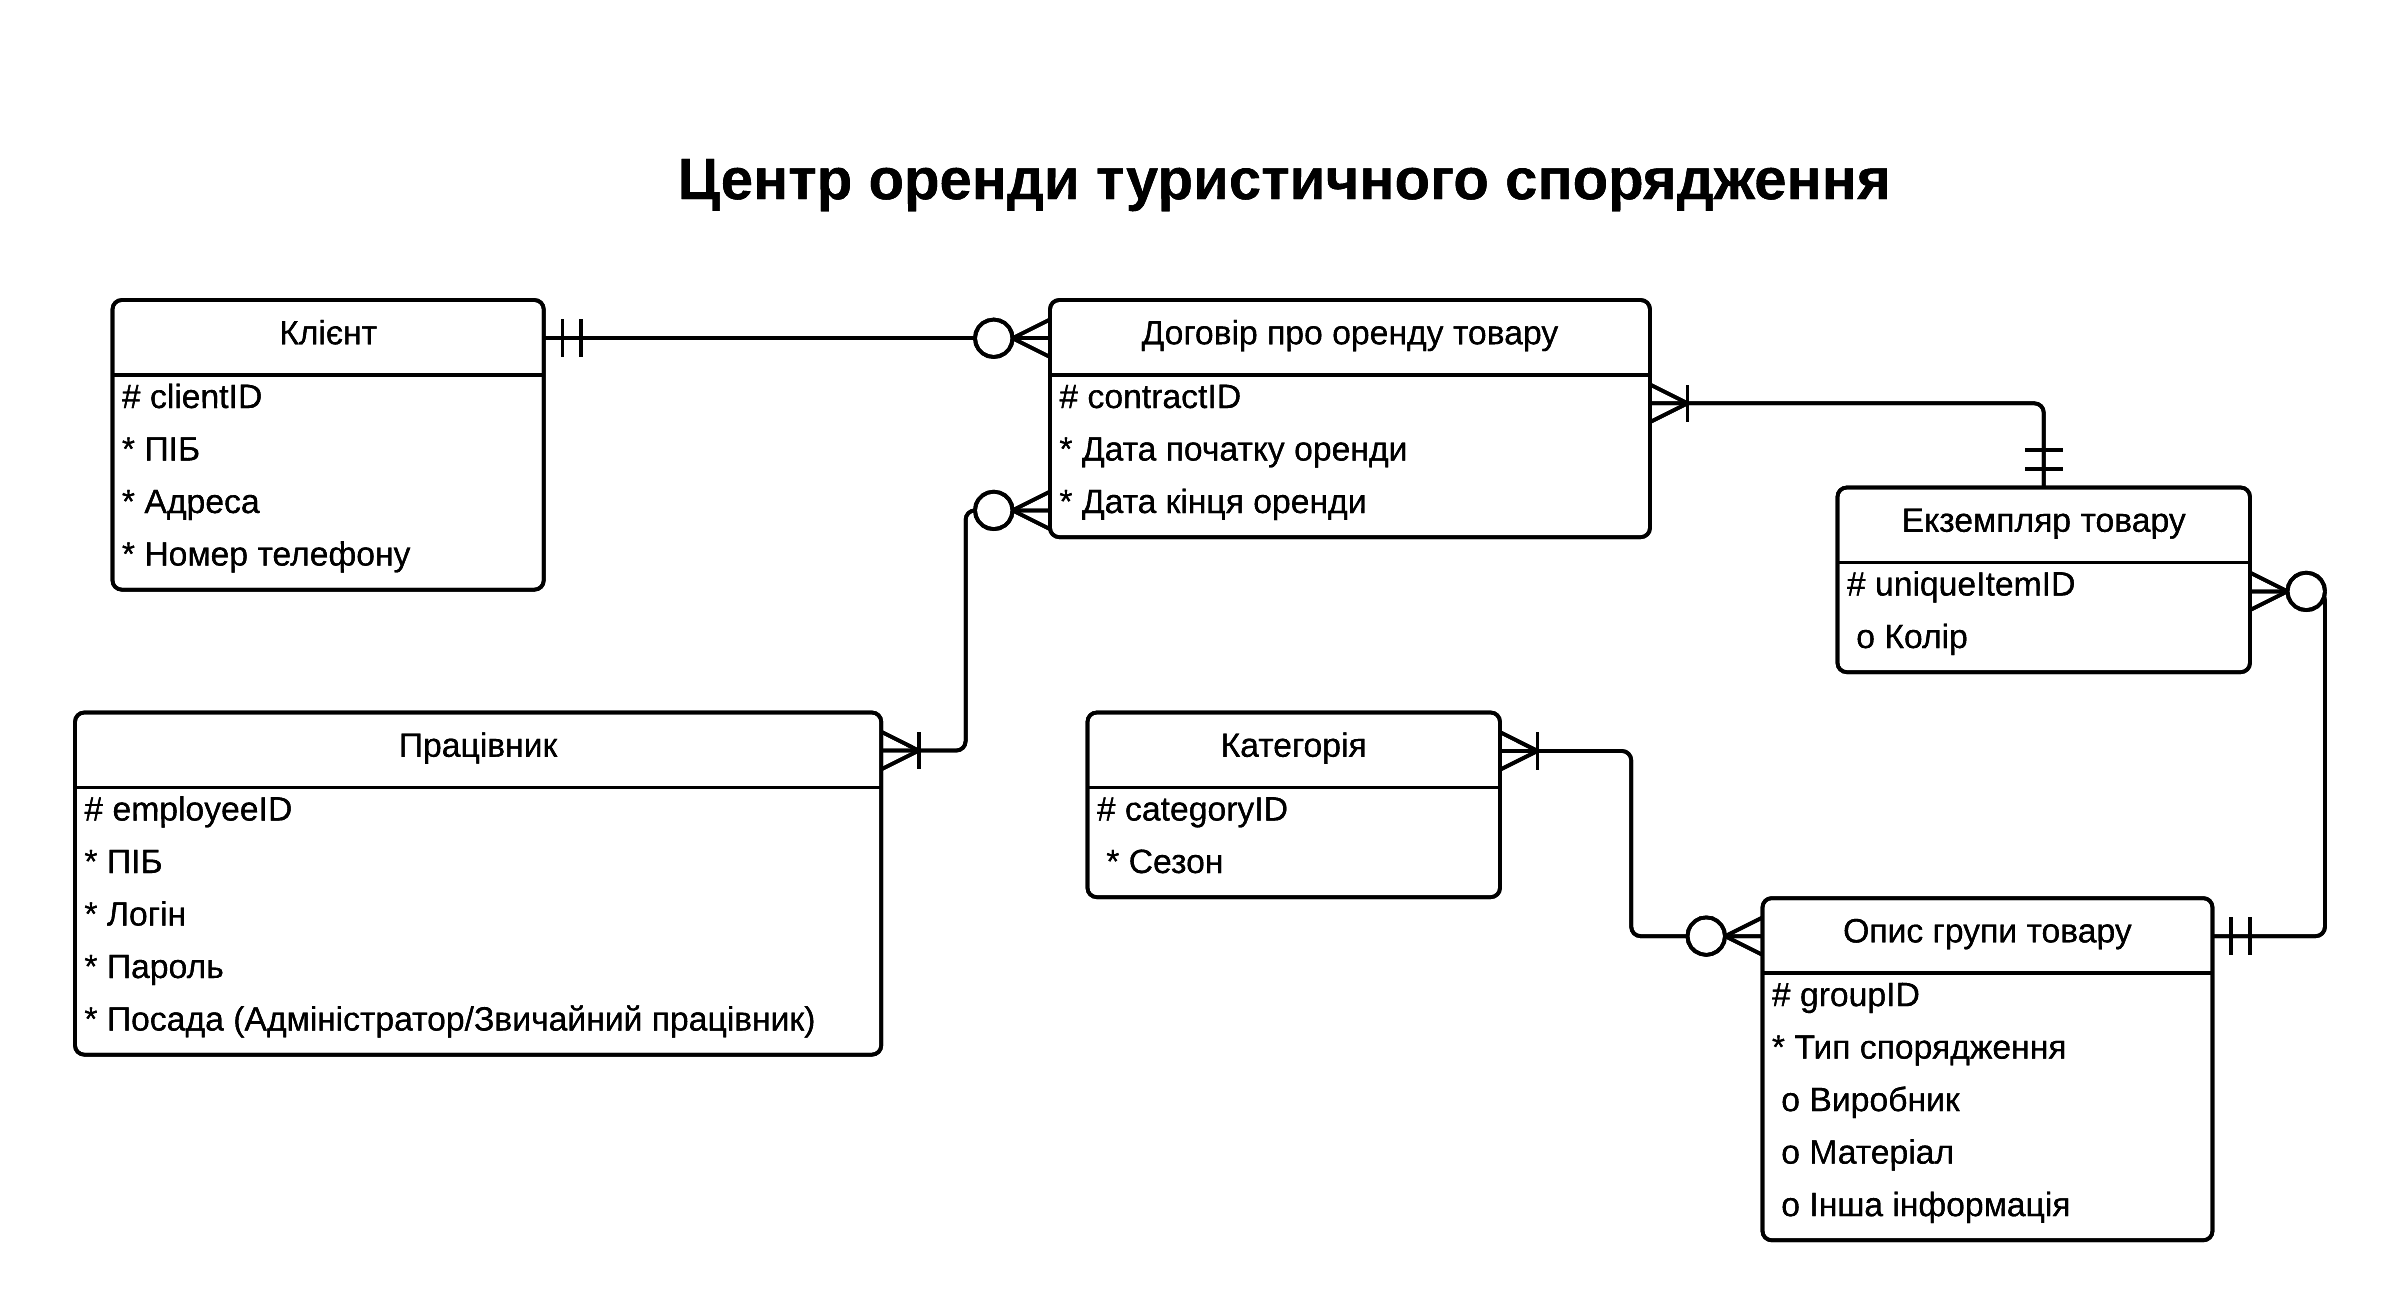 Центр оренди туристичного спорядження
Клієнт
# clientID
* ПІБ
* Адреса
* Номер телефону
Договір про оренду товару
# contractID
* Дата початку оренди
* Дата кінця оренди
Екземпляр товару
# uniqueItemID
o Колір
Працівник
# employeeID
* ПІБ
* Логін
* Пароль
* Посада (Адміністратор/Звичайний працівник)
Категорія
# categoryID
* Сезон
Опис групи товару
# groupID
* Тип спорядження
o Виробник
o Матеріал
o Інша інформація